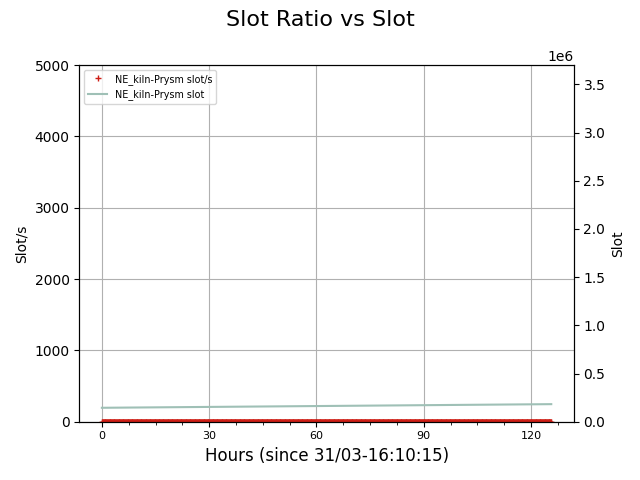 Slot Ratio vs Slot
1e6
NE_kiln-Prysm slot/s
NE_kiln-Prysm slot
5000
4000
3000
2000
1000
0
Slot/s
3.5
3.0
2.5
2.0
1.5
1.0
0.5
0.0
Slot
0 30 60 90 120
Hours (since 31/03-16:10:15)